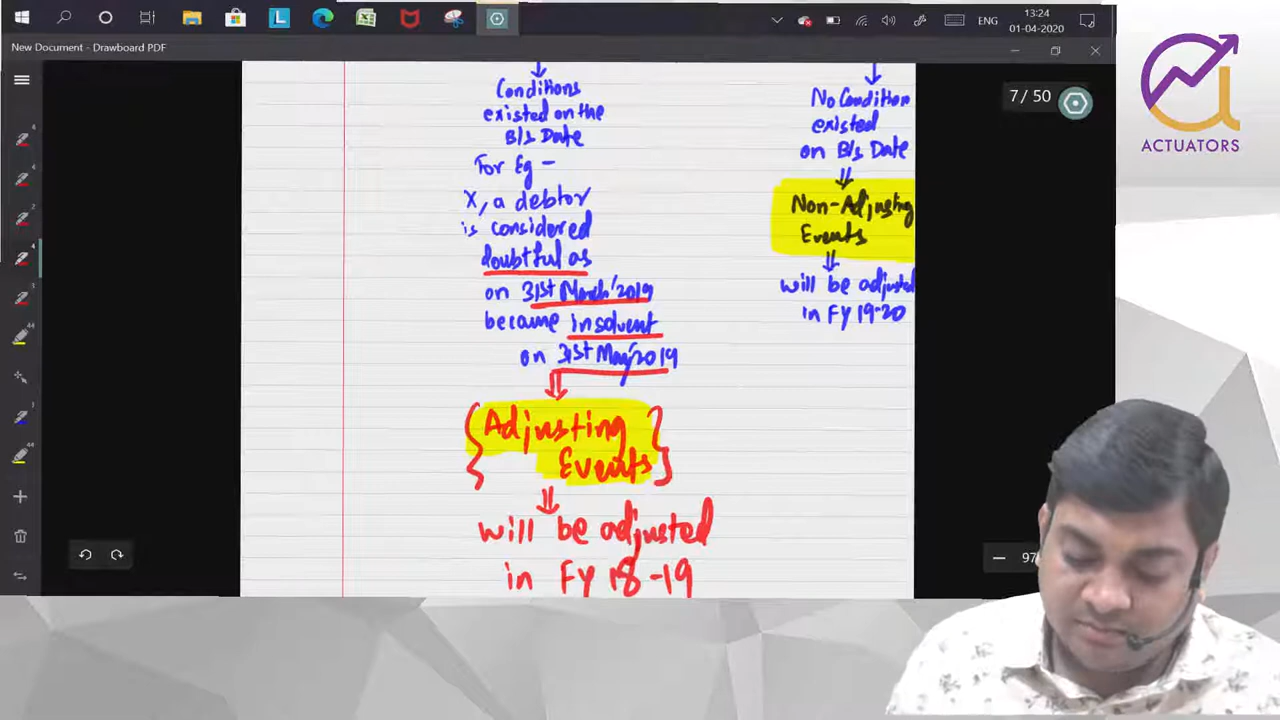 13:24
ENG
01-04-2020
New Document - Drawboard PDF
7 / 50
ACTUATORS
Conditions
existed on the
B/s Date
For Eg -
X, a debtor
is considered
doubtful as
on 31st March'2019
became insolvent
on 31st May'2019
{Adjusting
Events}
will be adjusted
in FY 18-19
No Condition
existed
on B/s Date
Non-Adjusting
Events
will be adjusted
in FY 19-20
97